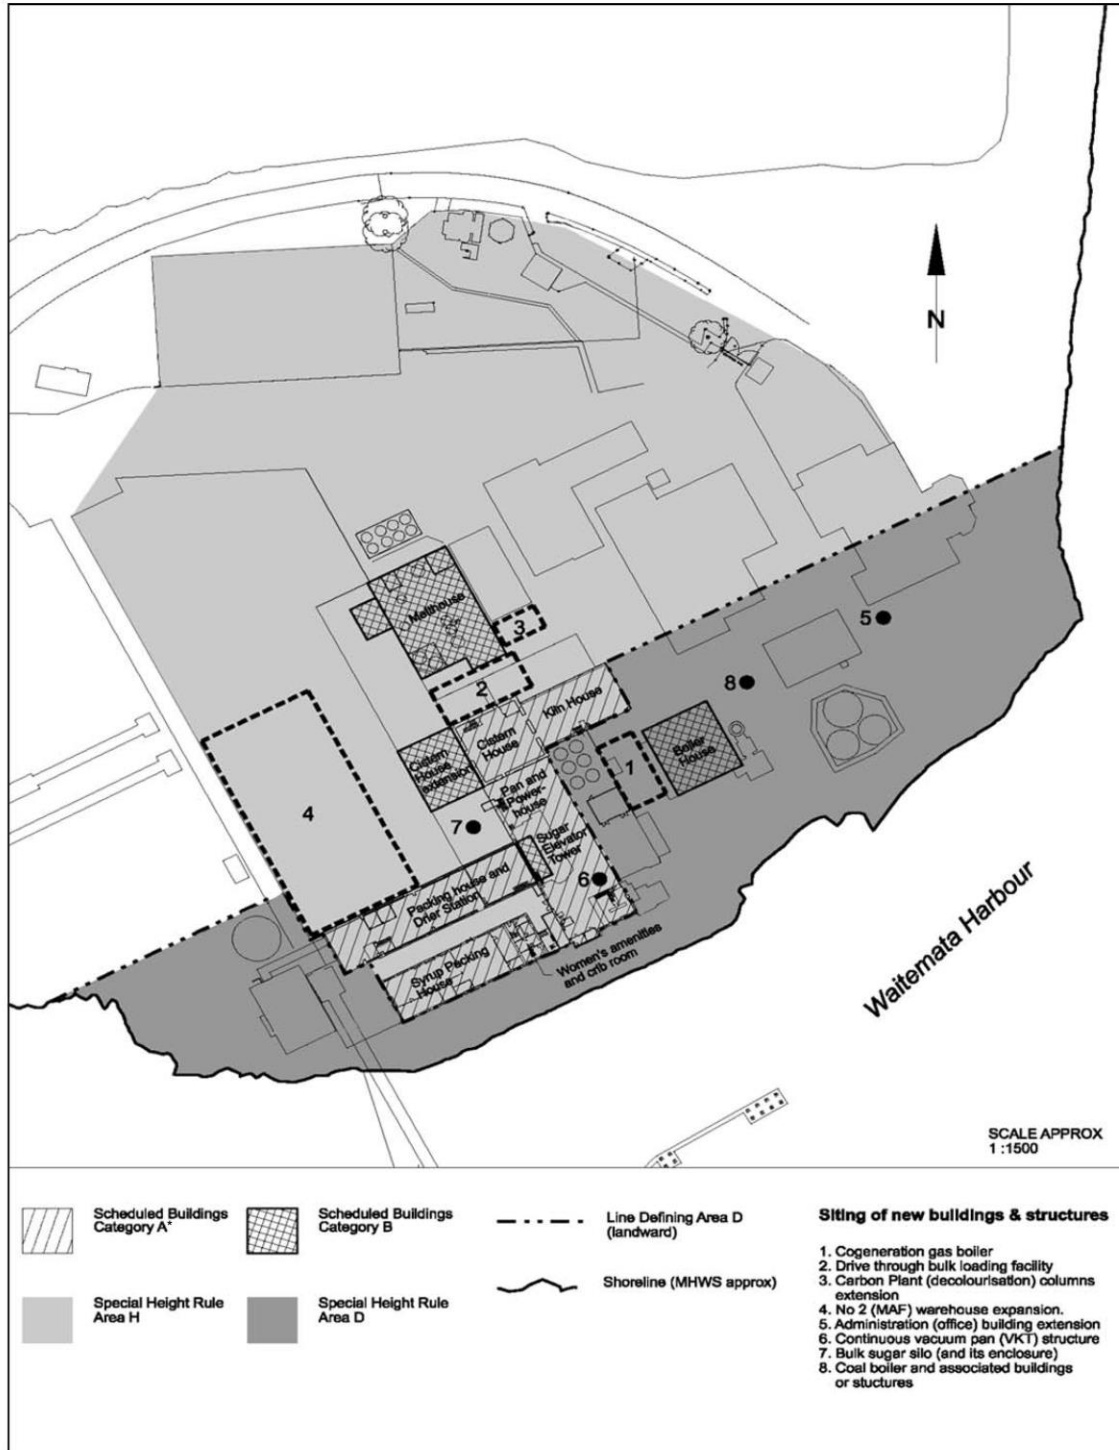 N
Melthouse
3
2
5
8
Kiln House
Cistern
House
Cistern
House
extension
Boiler
House
1
Pan and
Power-
house
4
7
Sugar
Elevator
Tower
6
Packing house and
Drier Station
Syrup Packing
House
Women's amenities
and crib room
Waitemata Harbour
SCALE APPROX
1 :1500
Scheduled Buildings
Category A*
Scheduled Buildings
Category B
Line Defining Area D
(landward)
Shoreline (MHWS approx)
Special Height Rule
Area H
Special Height Rule
Area D
Siting of new buildings & structures
1. Cogeneration gas boiler
2. Drive through bulk loading facility
3. Carbon Plant (decolourisation) columns
extension
4. No 2 (MAF) warehouse expansion.
5. Administration (office) building extension
6. Continuous vacuum pan (VKT) structure
7. Bulk sugar silo (and its enclosure)
8. Coal boiler and associated buildings
or stuctures